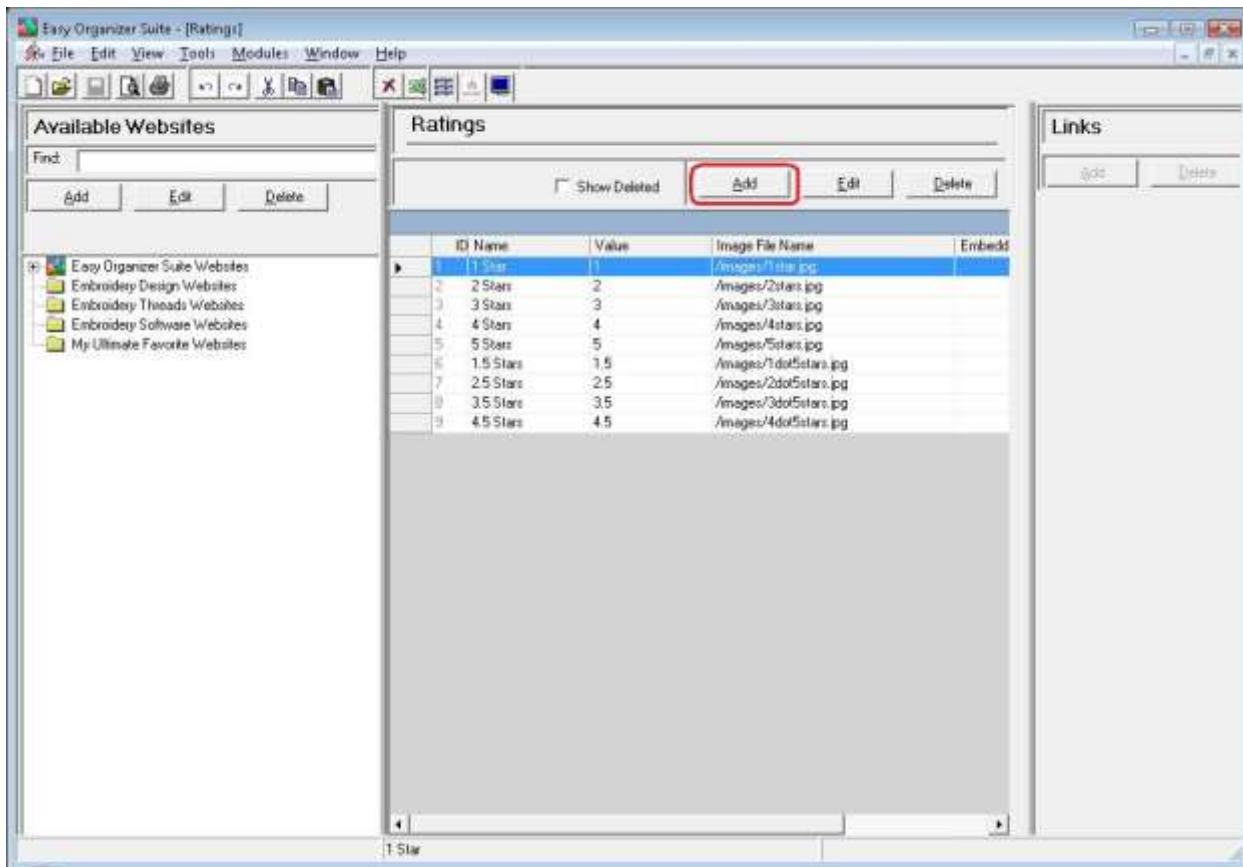 Easy Organizer Suite - [Ratings]
File Edit View Tools Modules Window Help
Available Websites
Find:
Add Edit Delete
Easy Organizer Suite Websites
Embroidery Design Websites
Embroidery Threads Websites
Embroidery Software Websites
My Ultimate Favorite Websites
Ratings
Show Deleted Add Edit Delete
ID Name Value Image File Name Embedd
1 1 Star 1 /images/1star.jpg
2 2 Stars 2 /images/2stars.jpg
3 3 Stars 3 /images/3stars.jpg
4 4 Stars 4 /images/4stars.jpg
5 5 Stars 5 /images/5stars.jpg
6 1.5 Stars 1.5 /images/1dot5stars.jpg
7 2.5 Stars 2.5 /images/2dot5stars.jpg
8 3.5 Stars 3.5 /images/3dot5stars.jpg
9 4.5 Stars 4.5 /images/4dot5stars.jpg
Links
Add Delete
1 Star